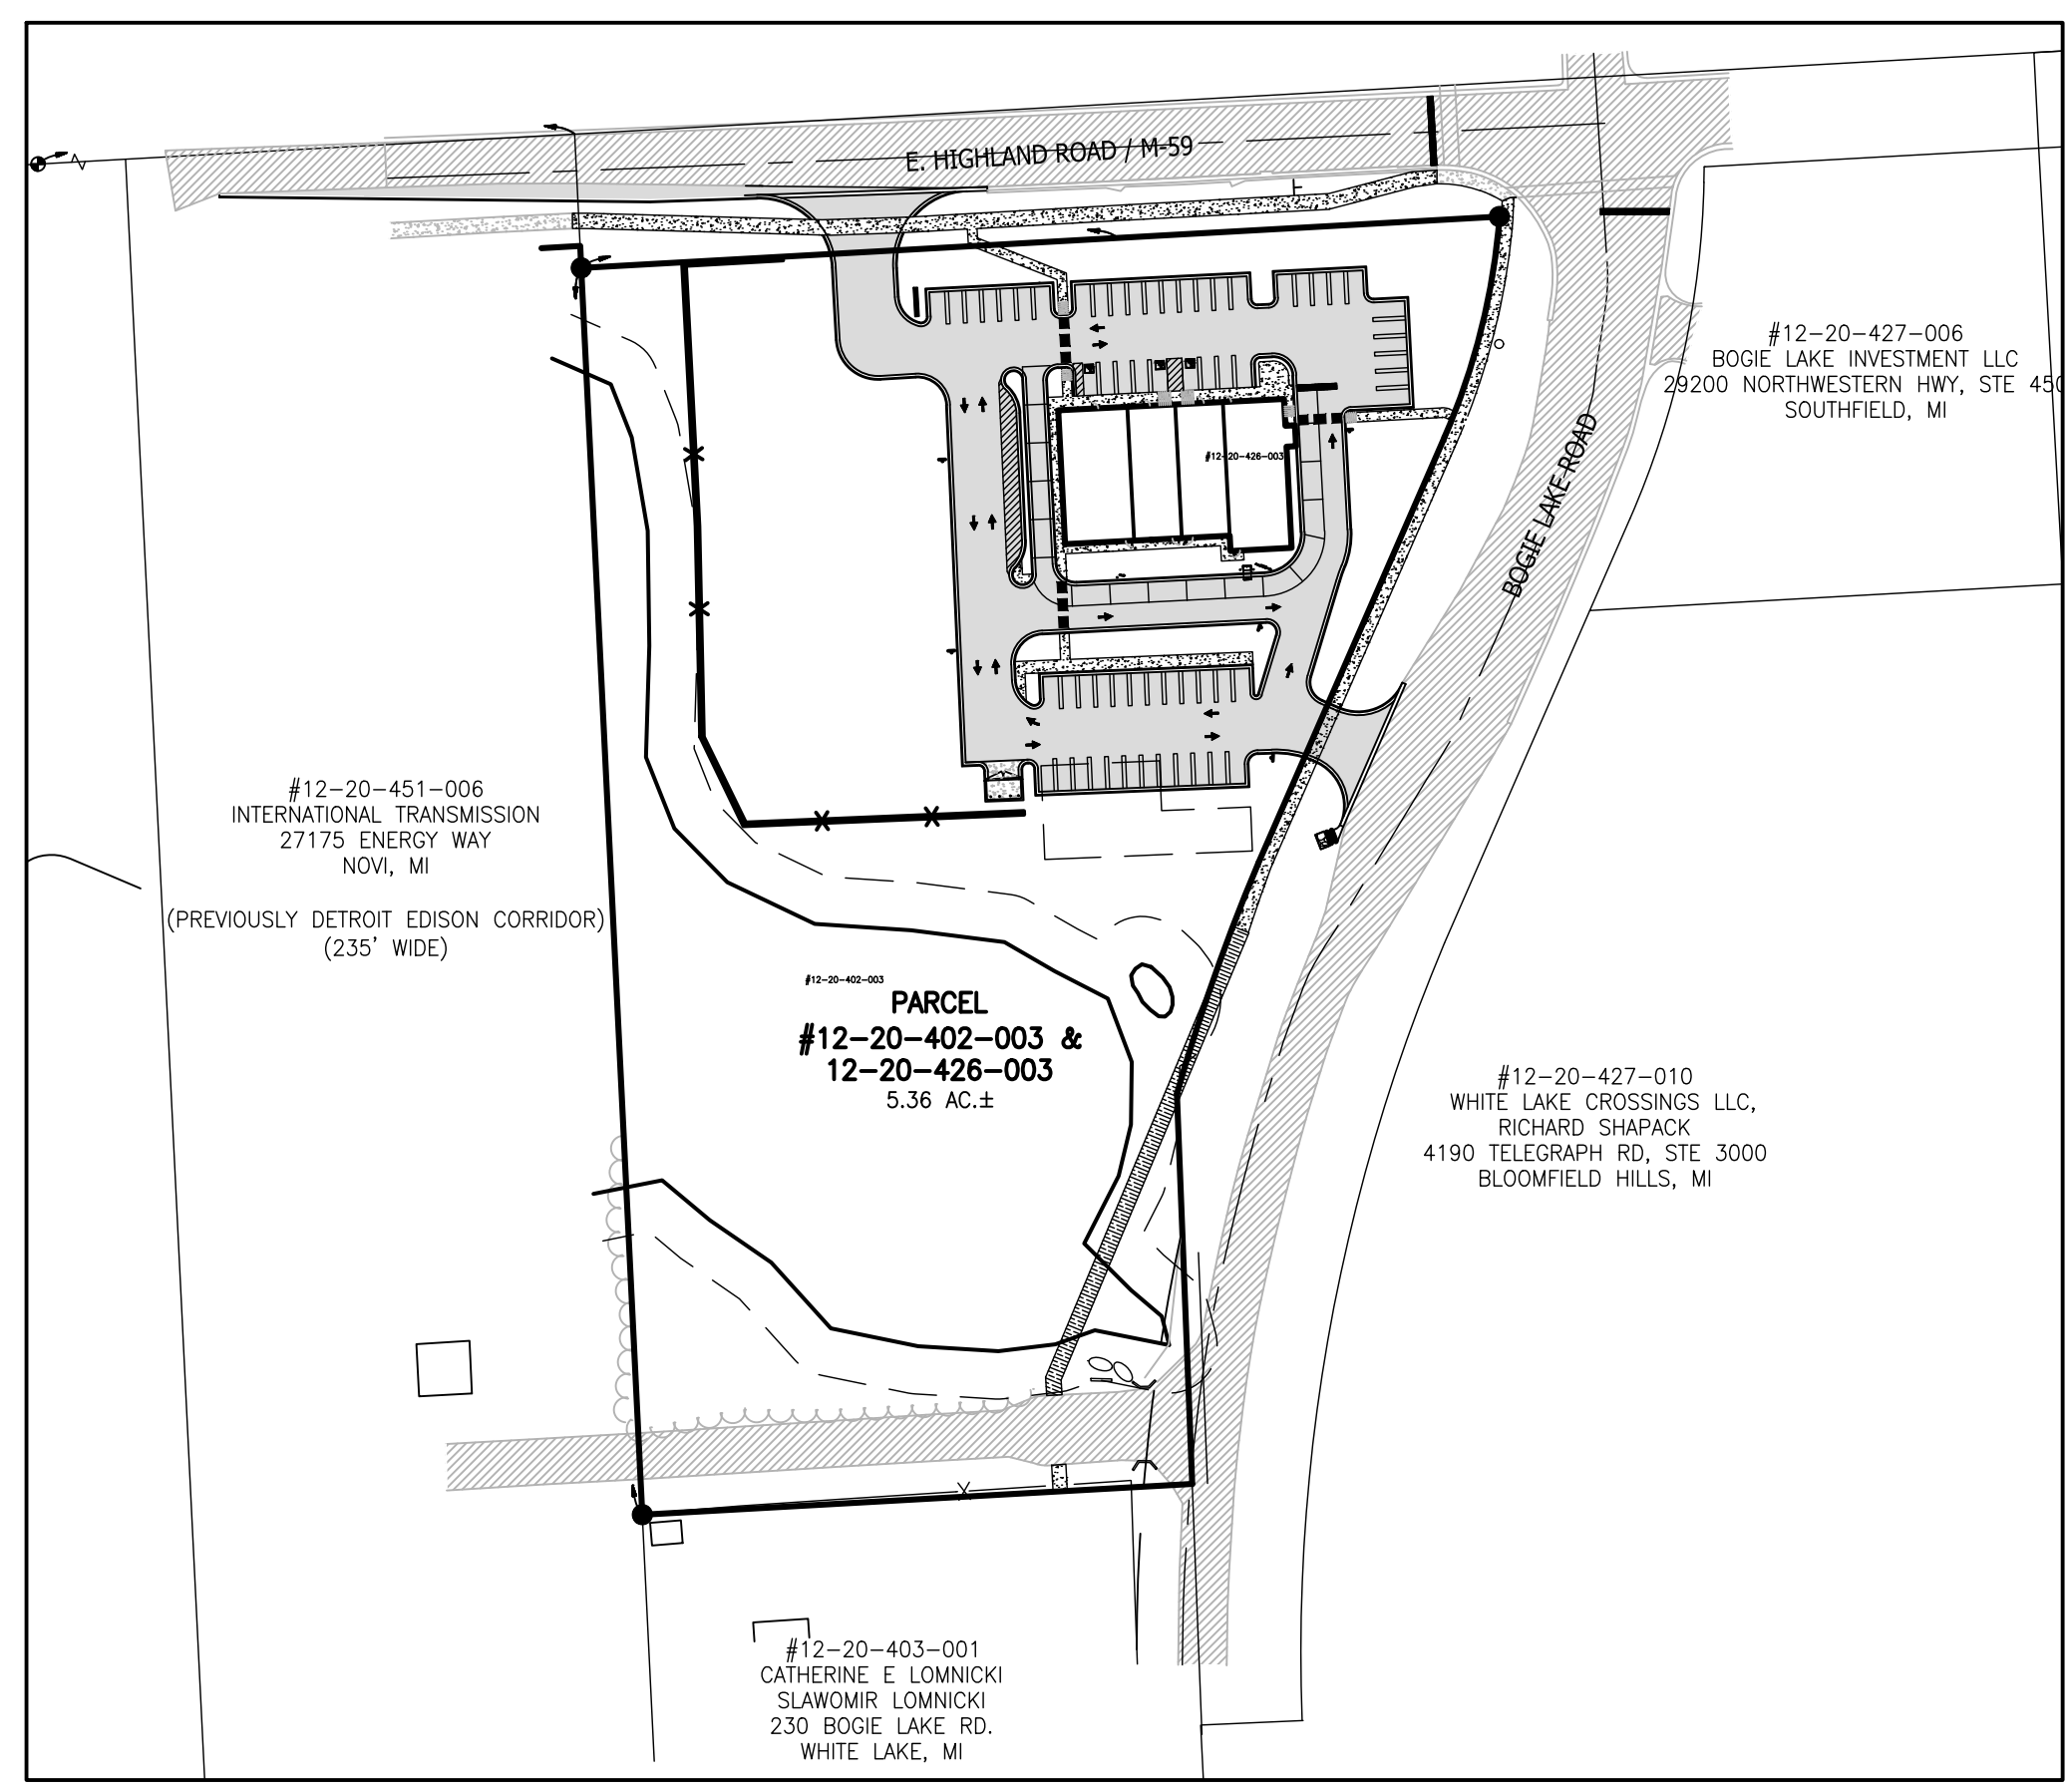 E. HIGHLAND ROAD / M-59
#12-20-427-006
BOGIE LAKE INVESTMENT LLC
29200 NORTHWESTERN HWY, STE 450
SOUTHFIELD, MI
BOGIE LAKE ROAD
#12-20-426-003
#12-20-451-006
INTERNATIONAL TRANSMISSION
27175 ENERGY WAY
NOVI, MI
(PREVIOUSLY DETROIT EDISON CORRIDOR)
(235' WIDE)
#12-20-402-003
PARCEL
#12-20-402-003 &
12-20-426-003
5.36 AC.±
#12-20-427-010
WHITE LAKE CROSSINGS LLC,
RICHARD SHAPACK
4190 TELEGRAPH RD, STE 3000
BLOOMFIELD HILLS, MI
#12-20-403-001
CATHERINE E LOMNICKI
SLAWOMIR LOMNICKI
230 BOGIE LAKE RD.
WHITE LAKE, MI